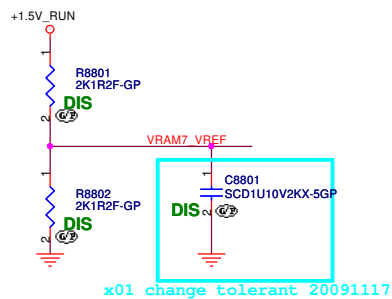 +1.5V_RUN
1
R8801
2K1R2F-GP
DIS
G/P
2
VRAM7_VREF
1
R8802
2K1R2F-GP
DIS
G/P
2
1
C8801
SCD1U10V2KX-5GP
DIS
G/P
2
x01 change tolerant 20091117